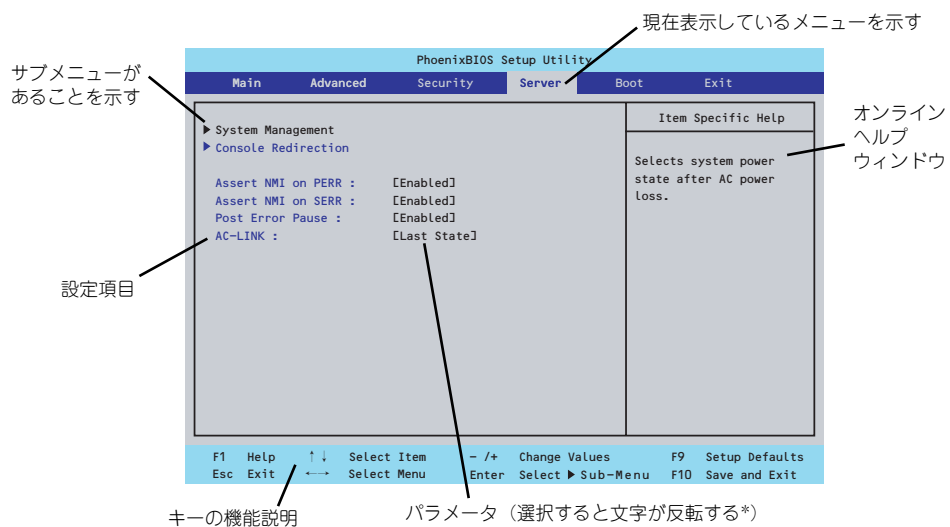 現在表示しているメニューを示す
サブメニューが
あることを示す
PhoenixBIOS Setup Utility
Main Advanced Security Server Boot Exit
▶ System Management
▶ Console Redirection
Assert NMI on PERR : [Enabled]
Assert NMI on SERR : [Enabled]
Post Error Pause : [Enabled]
AC-LINK : [Last State]
Item Specific Help
Selects system power
state after AC power
loss.
オンライン
ヘルプ
ウィンドウ
設定項目
F1 Help ↑↓ Select Item - /+ Change Values F9 Setup Defaults
Esc Exit ←→ Select Menu Enter Select ▶ Sub-Menu F10 Save and Exit
キーの機能説明
パラメータ（選択すると文字が反転する*）